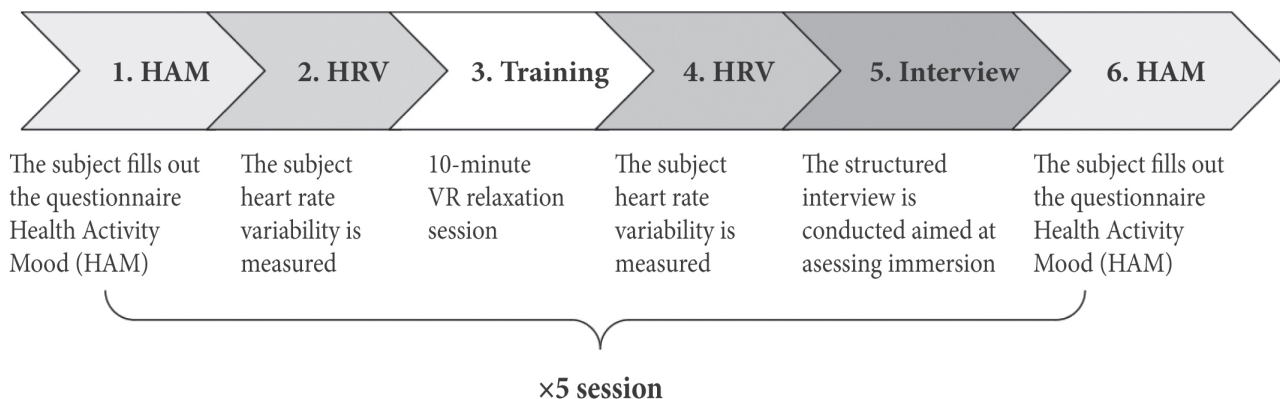 1. HAM
2. HRV
3. Training
4. HRV
5. Interview
6. HAM
The subject fills out
the questionnaire
Health Activity
Mood (HAM)
The subject
heart rate
variability is
measured
10-minute
VR relaxation
session
The subject
heart rate
variability is
measured
The structured
interview is
conducted aimed at
asessing immersion
The subject fills out
the questionnaire
Health Activity
Mood (HAM)
×5 session